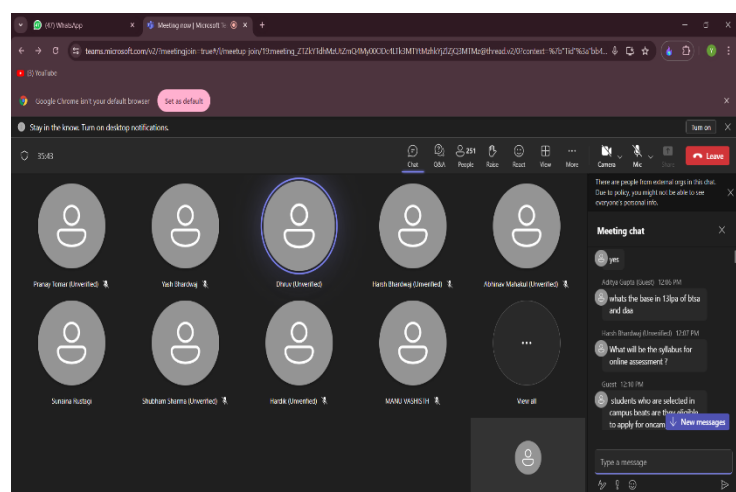 (47) WhatsApp
Meeting now | Microsoft Te
teams.microsoft.com/v2/?meetingjoin=true#/l/meetup-join/19:meeting_
(3) YouTube
Google Chrome isn't your default browser
Set as default
Stay in the know. Turn on desktop notifications.
Turn on
35:43
Chat
Q&A
251
People
Raise
React
View
More
Camera
Mic
Share
Leave
There are people from external orgs in this chat.
Due to policy, you might not be able to see
everyone's personal info.
Meeting chat
yes
Aditya Gupta (Guest) 12:06 PM
whats the base in 13lpa of btsa
and daa
Harsh Bhardwaj (Unverified) 12:07 PM
What will be the syllabus for
online assessment ?
Guest 12:10 PM
students who are selected in
campus beats are they eligible
to apply for oncam
New messages
Type a message
Pranay Tomar (Unverified)
Yash Bhardwaj
Dhruv (Unverified)
Harsh Bhardwaj (Unverified)
Abhinav Mahakul (Unverified)
Sunaina Rustagi
Shubham Sharma (Unverified)
Hardik (Unverified)
MANU VASHISTH
View all